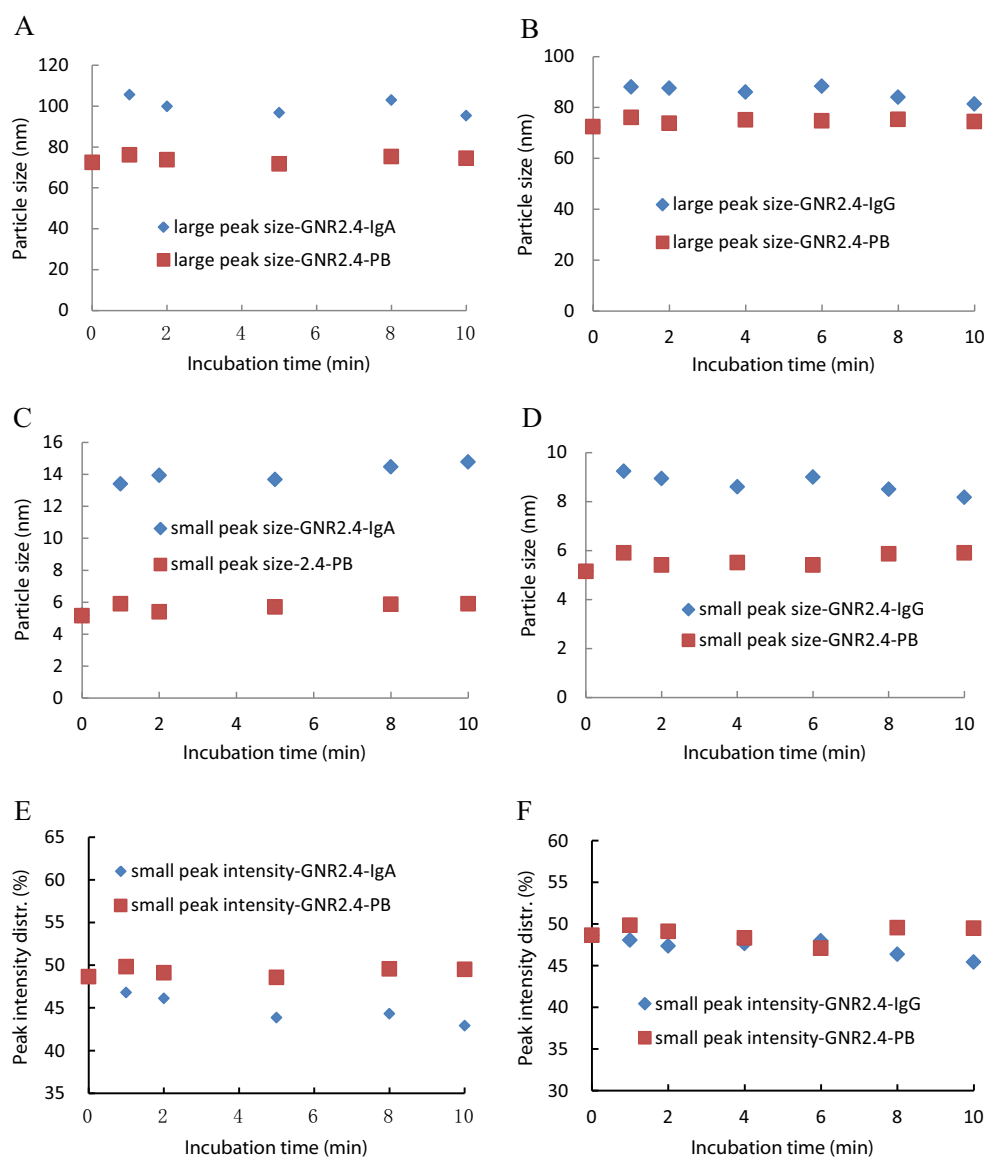 A
120
100
80
60
40
20
0
Particle size (nm)
large peak size-GNR2.4-IgA
large peak size-GNR2.4-PB
0 2 4 6 8 10
Incubation time (min)
B
100
80
60
40
20
0
Particle size (nm)
large peak size-GNR2.4-IgG
large peak size-GNR2.4-PB
0 2 4 6 8 10
Incubation time (min)
C
16
14
12
10
8
6
4
2
0
Particle size (nm)
small peak size-GNR2.4-IgA
small peak size-2.4-PB
0 2 4 6 8 10
Incubation time (min)
D
10
8
6
4
2
0
Particle size (nm)
small peak size-GNR2.4-IgG
small peak size-GNR2.4-PB
0 2 4 6 8 10
Incubation time (min)
E
65
60
55
50
45
40
35
Peak intensity distr. (%)
small peak intensity-GNR2.4-IgA
small peak intensity-GNR2.4-PB
0 2 4 6 8 10
Incubation time (min)
F
60
55
50
45
40
35
30
Peak intensity distr. (%)
small peak intensity-GNR2.4-IgG
small peak intensity-GNR2.4-PB
0 2 4 6 8 10
Incubation time (min)